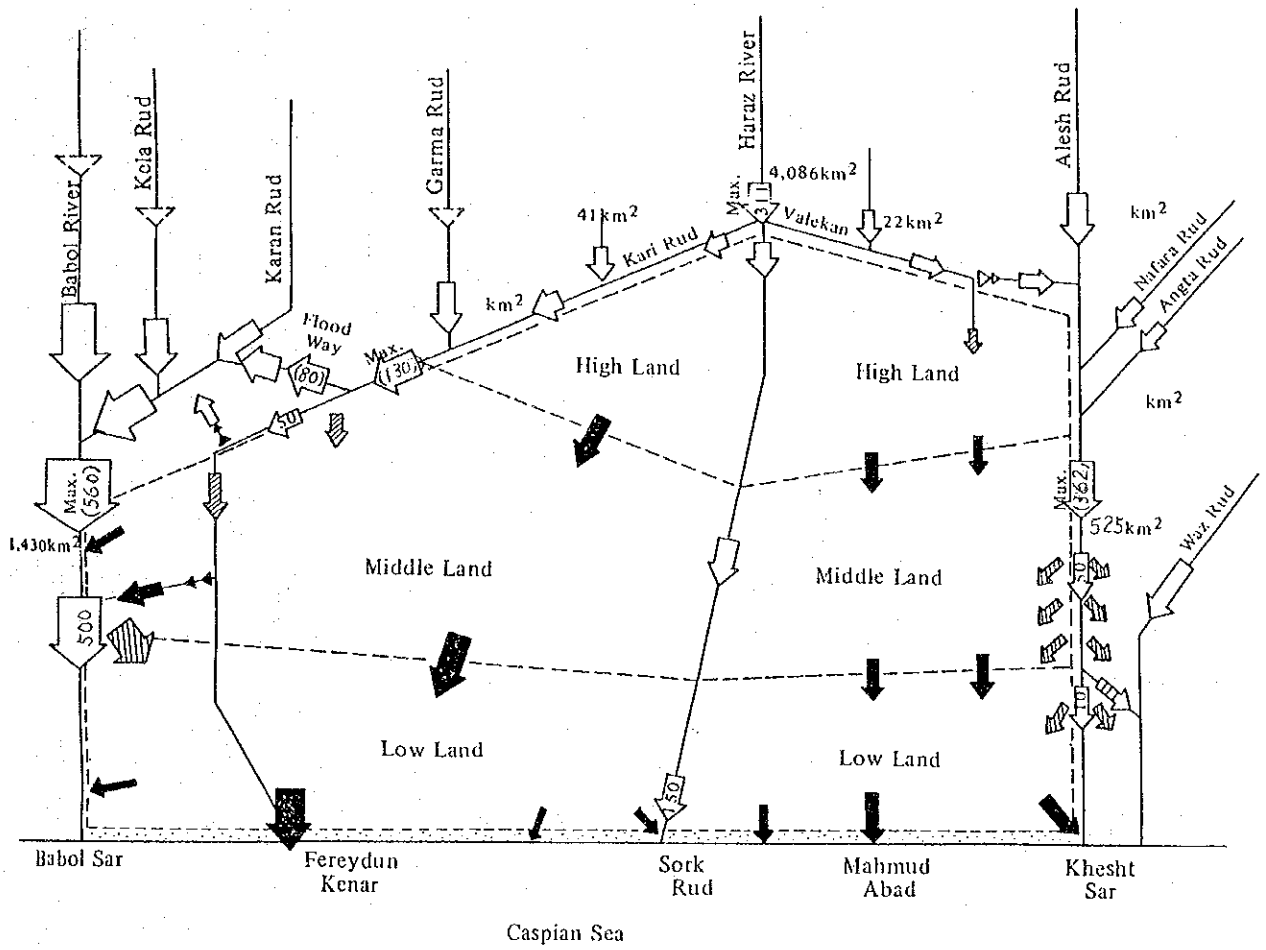 Babol River
Kela Rud
Karan Rud
Garma Rud
Haraz River
Alesh Rud
Max.
311
4,086km²
Valekan
22km²
41km²
Kari Rud
km²
km²
Nafara Rud
Angta Rud
Flood
Way
(80)
Max.
(130)
50
High Land
High Land
km²
Max.
(560)
Max.
(362)
525km²
Waz Rud
1,430km²
Middle Land
Middle Land
50
500
10
Low Land
Low Land
150
Babol Sar
Fereydun
Kenar
Sork
Rud
Mahmud
Abad
Khesht
Sar
Caspian Sea